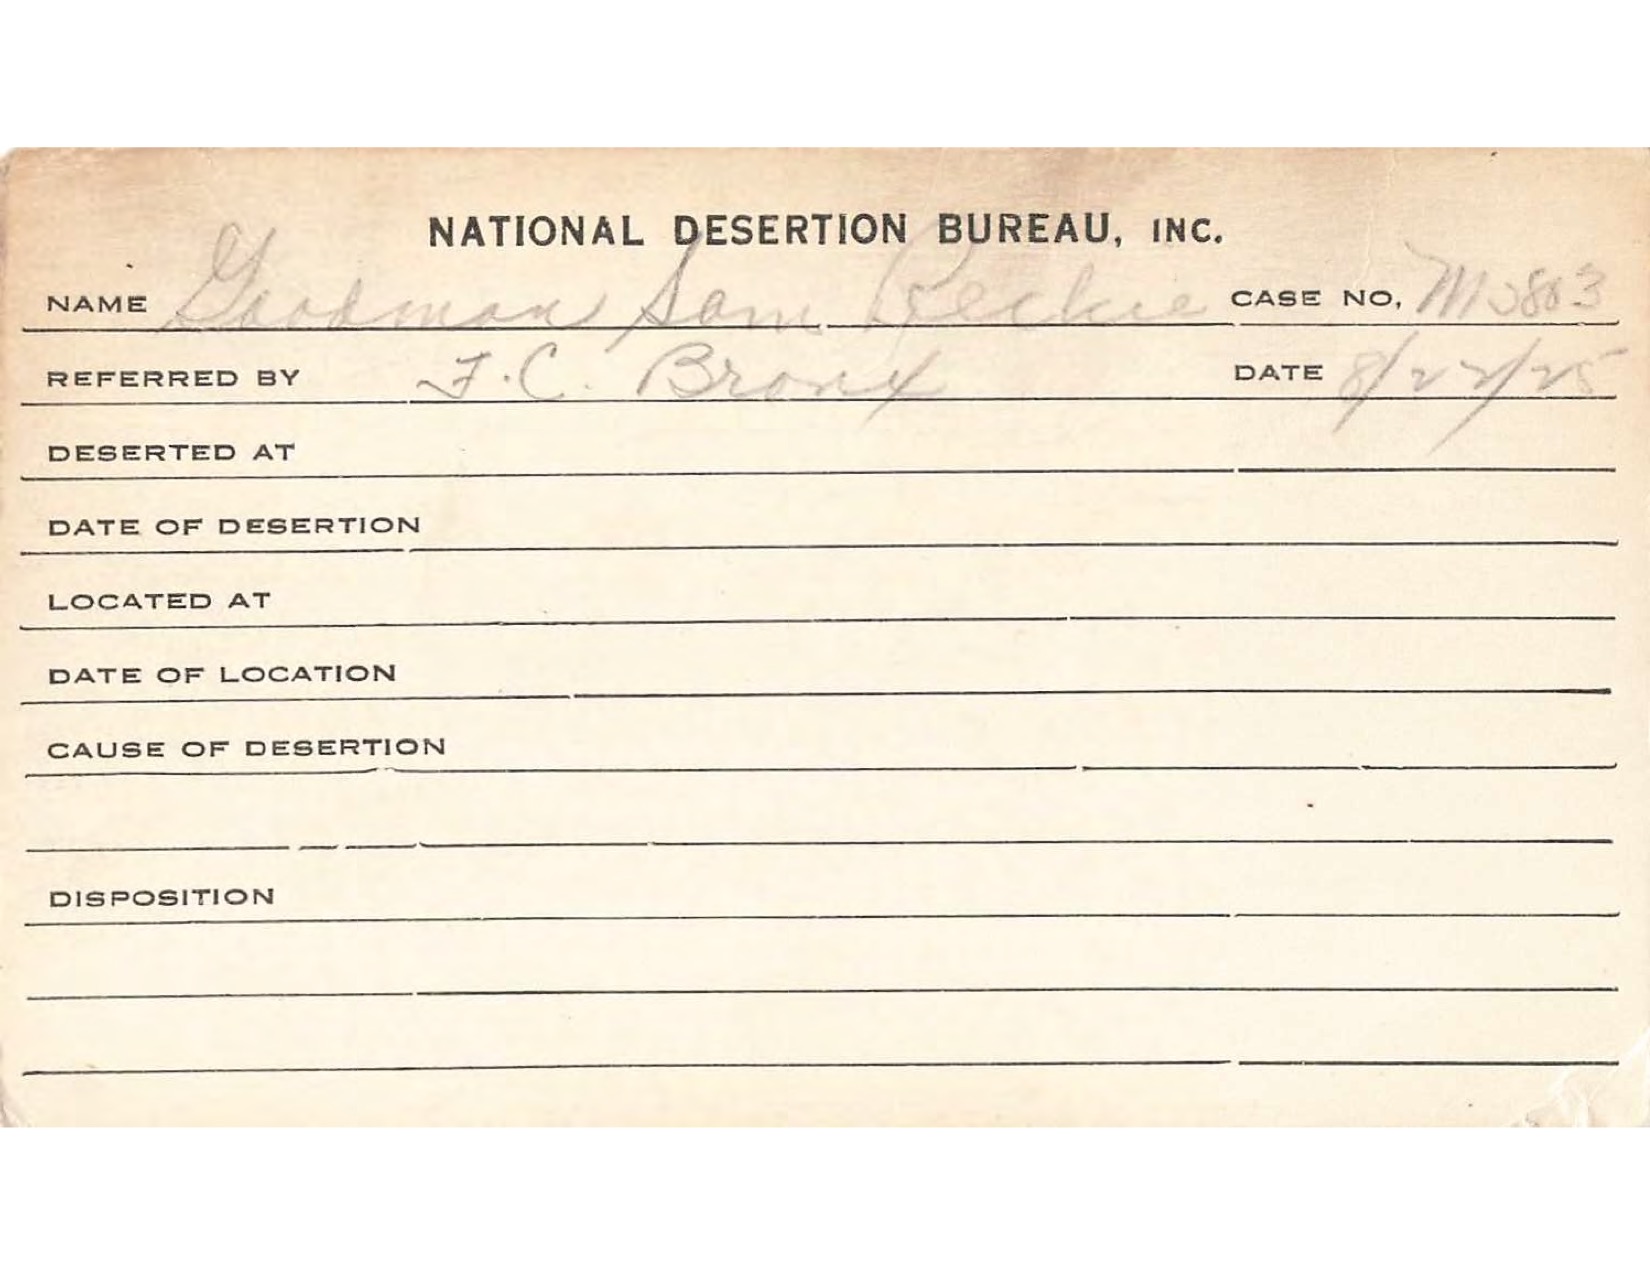 NATIONAL DESERTION BUREAU, INC.
NAME Goodman Sam Beckie CASE NO, M
REFERRED BY F. C. Bronx DATE 8/22/25
DESERTED AT
DATE OF DESERTION
LOCATED AT
DATE OF LOCATION
CAUSE OF DESERTION
DISPOSITION